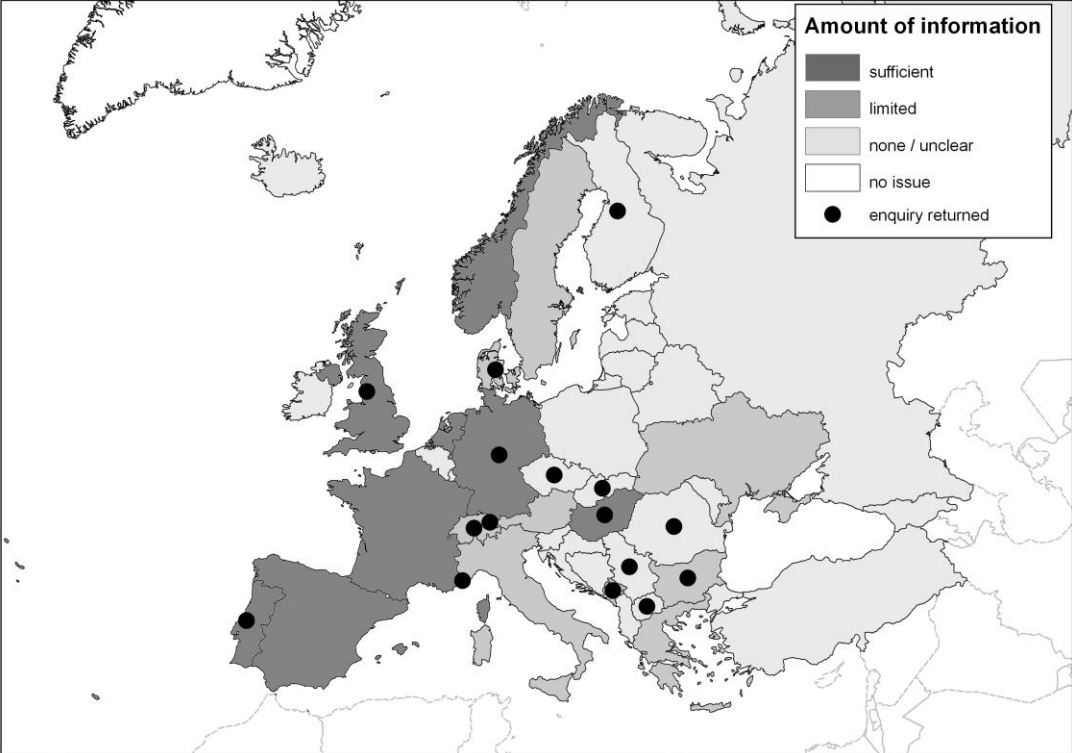 Amount of information
sufficient
limited
none / unclear
no issue
enquiry returned